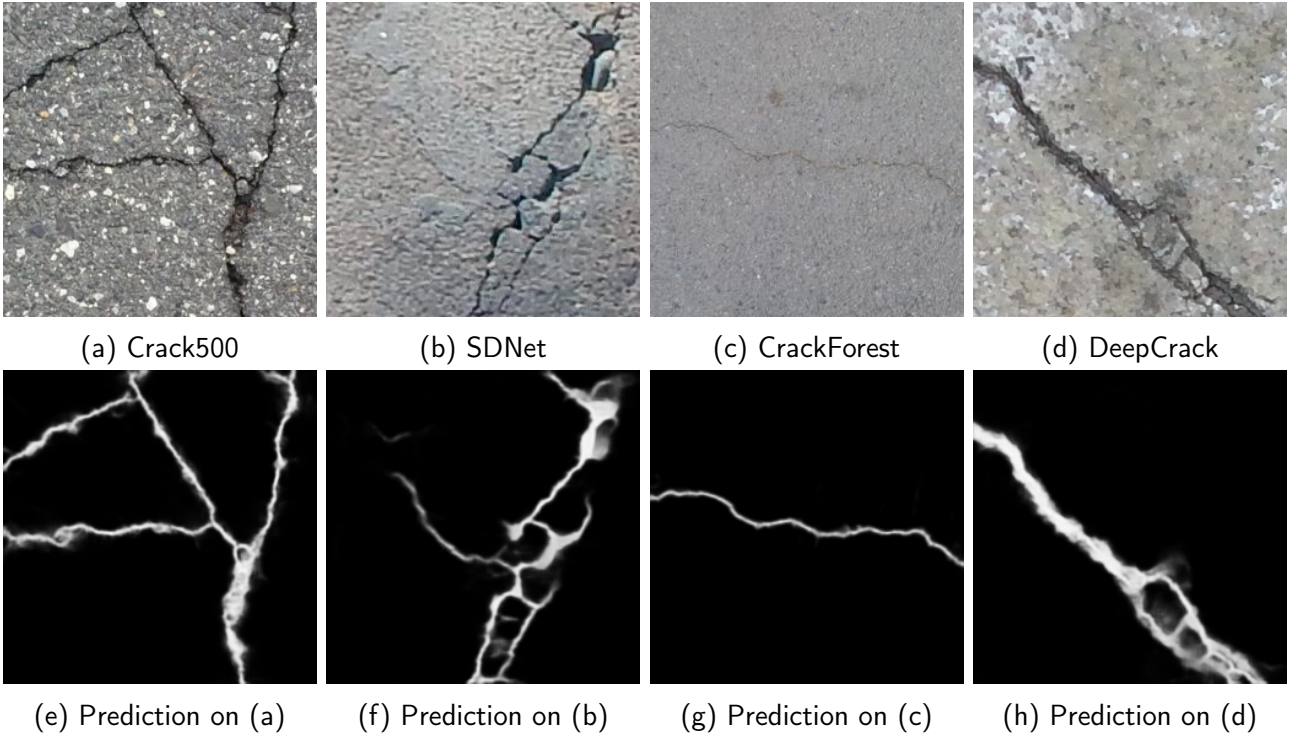 (a) Crack500
(b) SDNet
(c) CrackForest
(d) DeepCrack
(e) Prediction on (a)
(f) Prediction on (b)
(g) Prediction on (c)
(h) Prediction on (d)